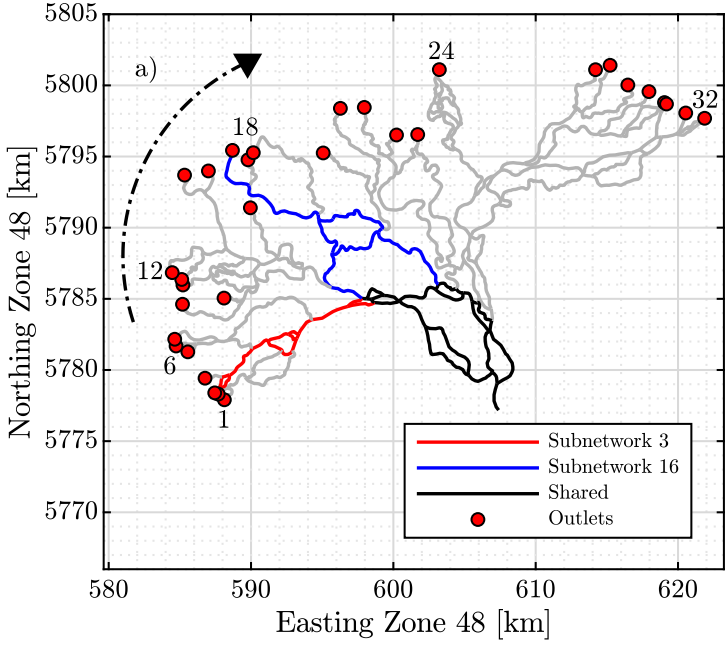 5805
a)
24
5800
32
18
5795
5790
12
5785
5780
6
1
5775
Subnetwork 3
Subnetwork 16
5770
Shared
Outlets
Northing Zone 48 [km]
580
590
600
610
620
Easting Zone 48 [km]